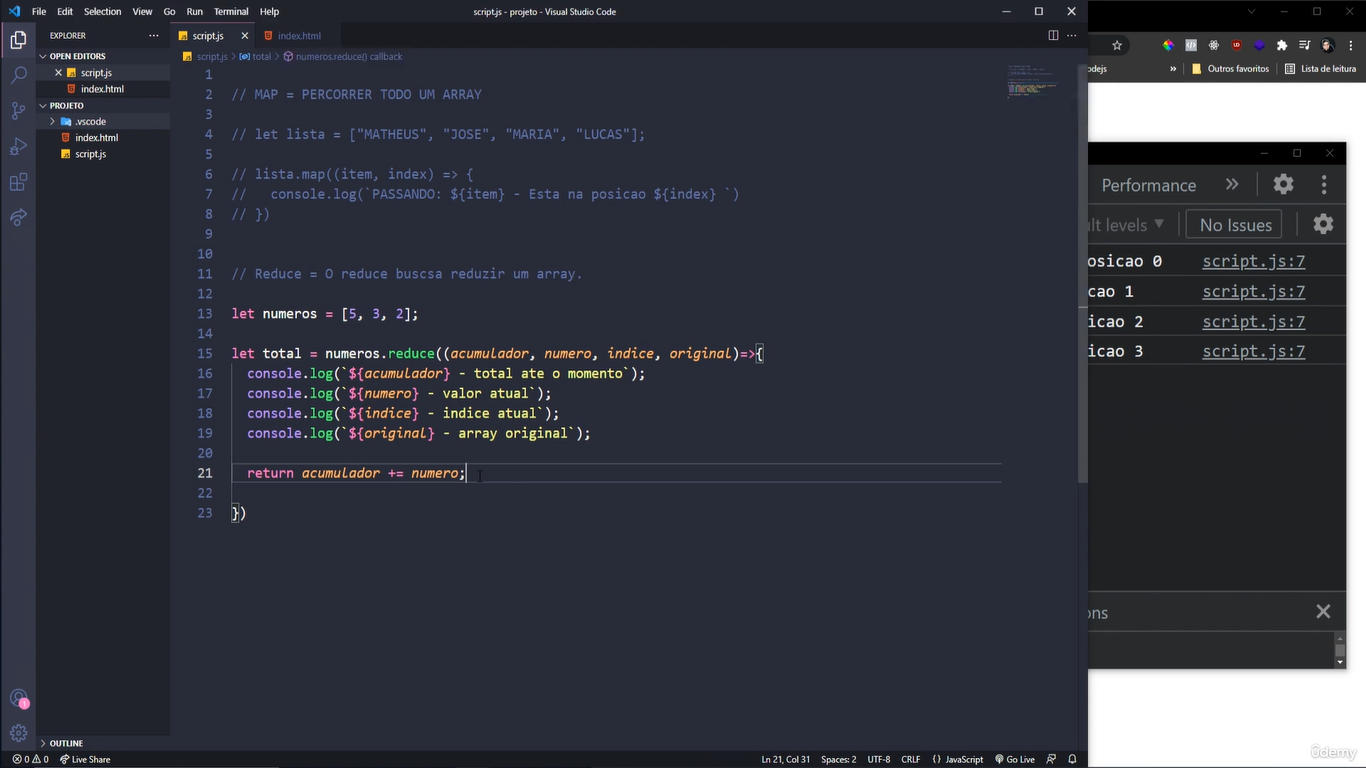 File Edit Selection View Go Run Terminal Help
script.js - projeto - Visual Studio Code
EXPLORER
script.js
index.html
OPEN EDITORS
script.js
index.html
PROJETO
.vscode
index.html
script.js
script.js > total > numeros.reduce() callback
1
2 // MAP = PERCORRER TODO UM ARRAY
3
4 // let lista = ["MATHEUS", "JOSE", "MARIA", "LUCAS"];
5
6 // lista.map((item, index) => {
7 //   console.log(`PASSANDO: ${item} - Esta na posicao ${index} `)
8 // })
9
10
11 // Reduce = O reduce buscsa reduzir um array.
12
13 let numeros = [5, 3, 2];
14
15 let total = numeros.reduce((acumulador, numero, indice, original)=>{
16   console.log(`${acumulador} - total ate o momento`);
17   console.log(`${numero} - valor atual`);
18   console.log(`${indice} - indice atual`);
19   console.log(`${original} - array original`);
20
21   return acumulador += numero;
22
23 })
OUTLINE
0 0 Live Share
Ln 21, Col 31 Spaces: 2 UTF-8 CRLF {} JavaScript Go Live
1
dejs » Outros favoritos Lista de leitura
Performance »
ult levels ▼ No Issues
osicao 0 script.js:7
cao 1 script.js:7
icao 2 script.js:7
icao 3 script.js:7
ons
ûdemy